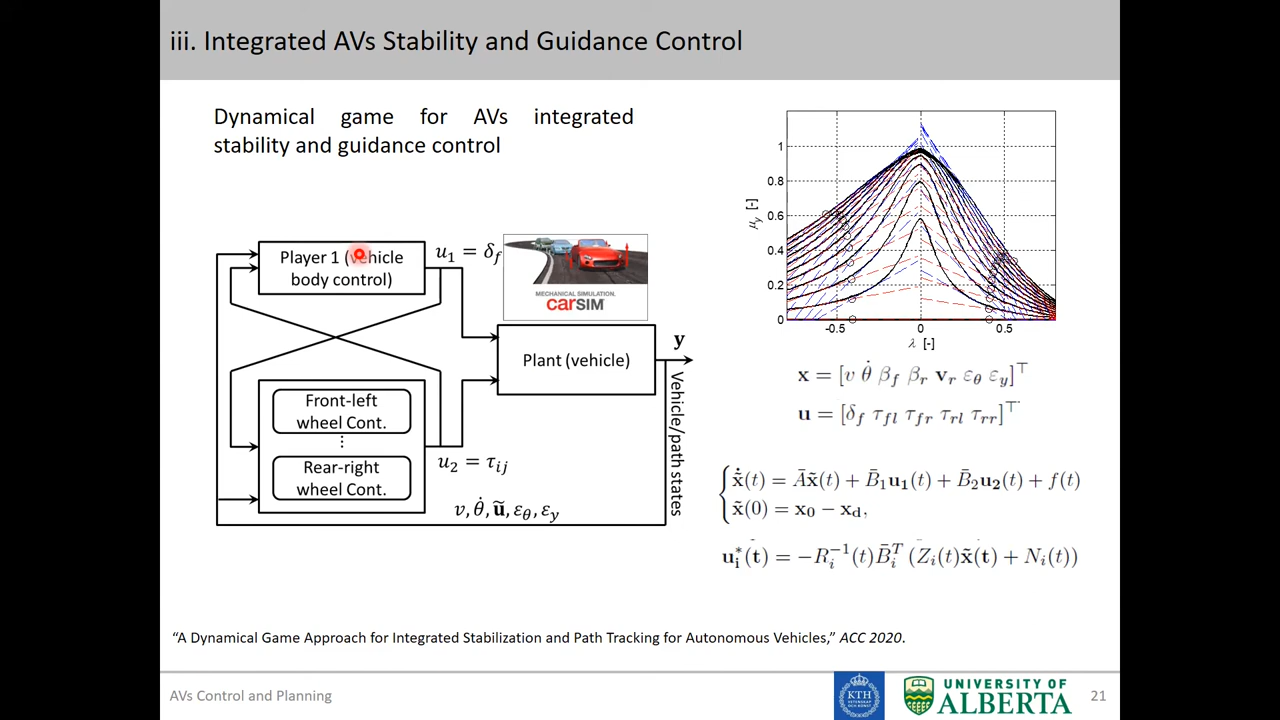 iii. Integrated AVs Stability and Guidance Control
Dynamical game for AVs integrated
stability and guidance control
Player 1 (vehicle
body control)
u₁ = δ_f
MECHANICAL SIMULATION.
carSIM
Plant (vehicle)
y
Vehicle/path states
Front-left
wheel Cont.
⋮
Rear-right
wheel Cont.
u₂ = τ_ij
v, θ̇, ũ, ε_θ, ε_y
μ_y [-]
1
0.8
0.6
0.4
0.2
0
-0.5
0
0.5
λ [-]
x = [v θ̇ β_f β_r v_r ε_θ ε_y]^⊤
u = [δ_f τ_fl τ_fr τ_rl τ_rr]^⊤
{ẋ̃(t) = Āx̃(t) + B̄₁u₁(t) + B̄₂u₂(t) + f(t)
x̃(0) = x₀ − x_d,
u_i^*(t) = −R_i^{-1}(t)B̄_i^T (Z_i(t)x̃(t) + N_i(t))
“A Dynamical Game Approach for Integrated Stabilization and Path Tracking for Autonomous Vehicles,” ACC 2020.
AVs Control and Planning
KTH
VETENSKAP
OCH KONST
UNIVERSITY OF
ALBERTA
21